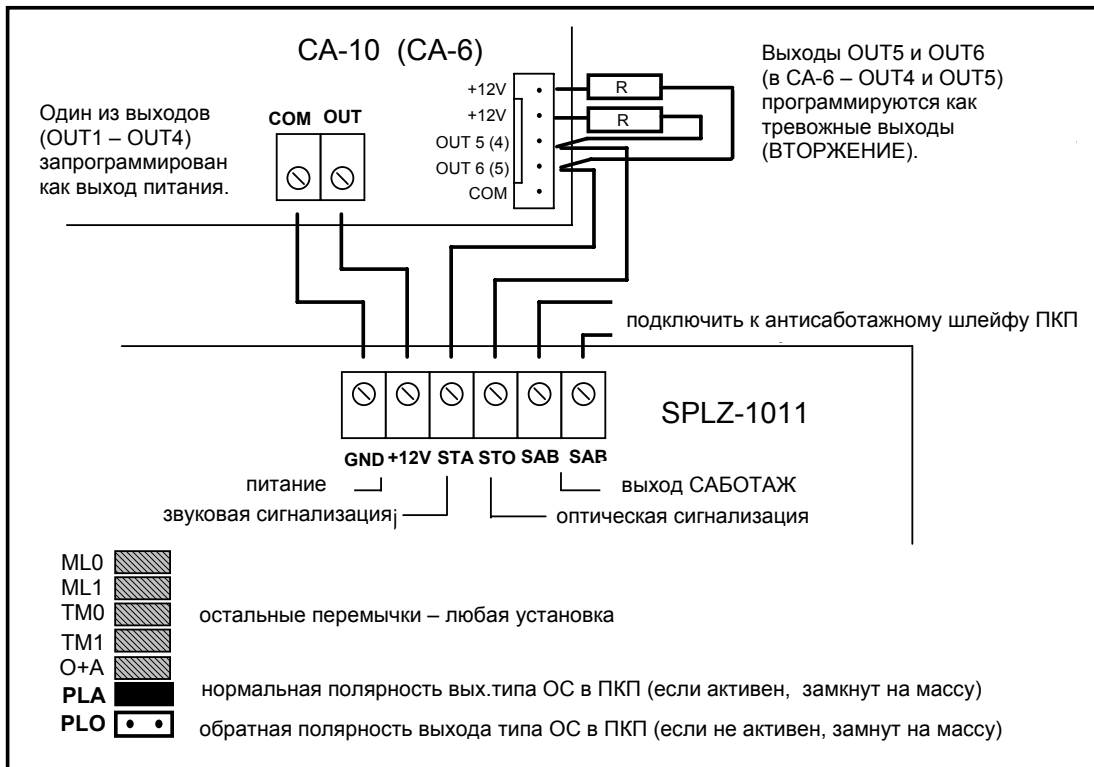 CA-10 (CA-6)
Выходы OUT5 и OUT6
(в CA-6 – OUT4 и OUT5)
программируются как
тревожные выходы
(ВТОРЖЕНИЕ).
Один из выходов
(OUT1 – OUT4)
запрограммирован
как выход питания.
COM OUT
+12V
+12V
OUT 5 (4)
OUT 6 (5)
COM
R
R
подключить к антисаботажному шлейфу ПКП
SPLZ-1011
GND +12V STA STO SAB SAB
питание
выход САБОТАЖ
звуковая сигнализация
оптическая сигнализация
ML0
ML1
TM0
остальные перемычки – любая установка
TM1
O+A
PLA
нормальная полярность вых.типа ОС в ПКП (если активен, замкнут на массу)
PLO
обратная полярность выхода типа ОС в ПКП (если не активен, замнут на массу)